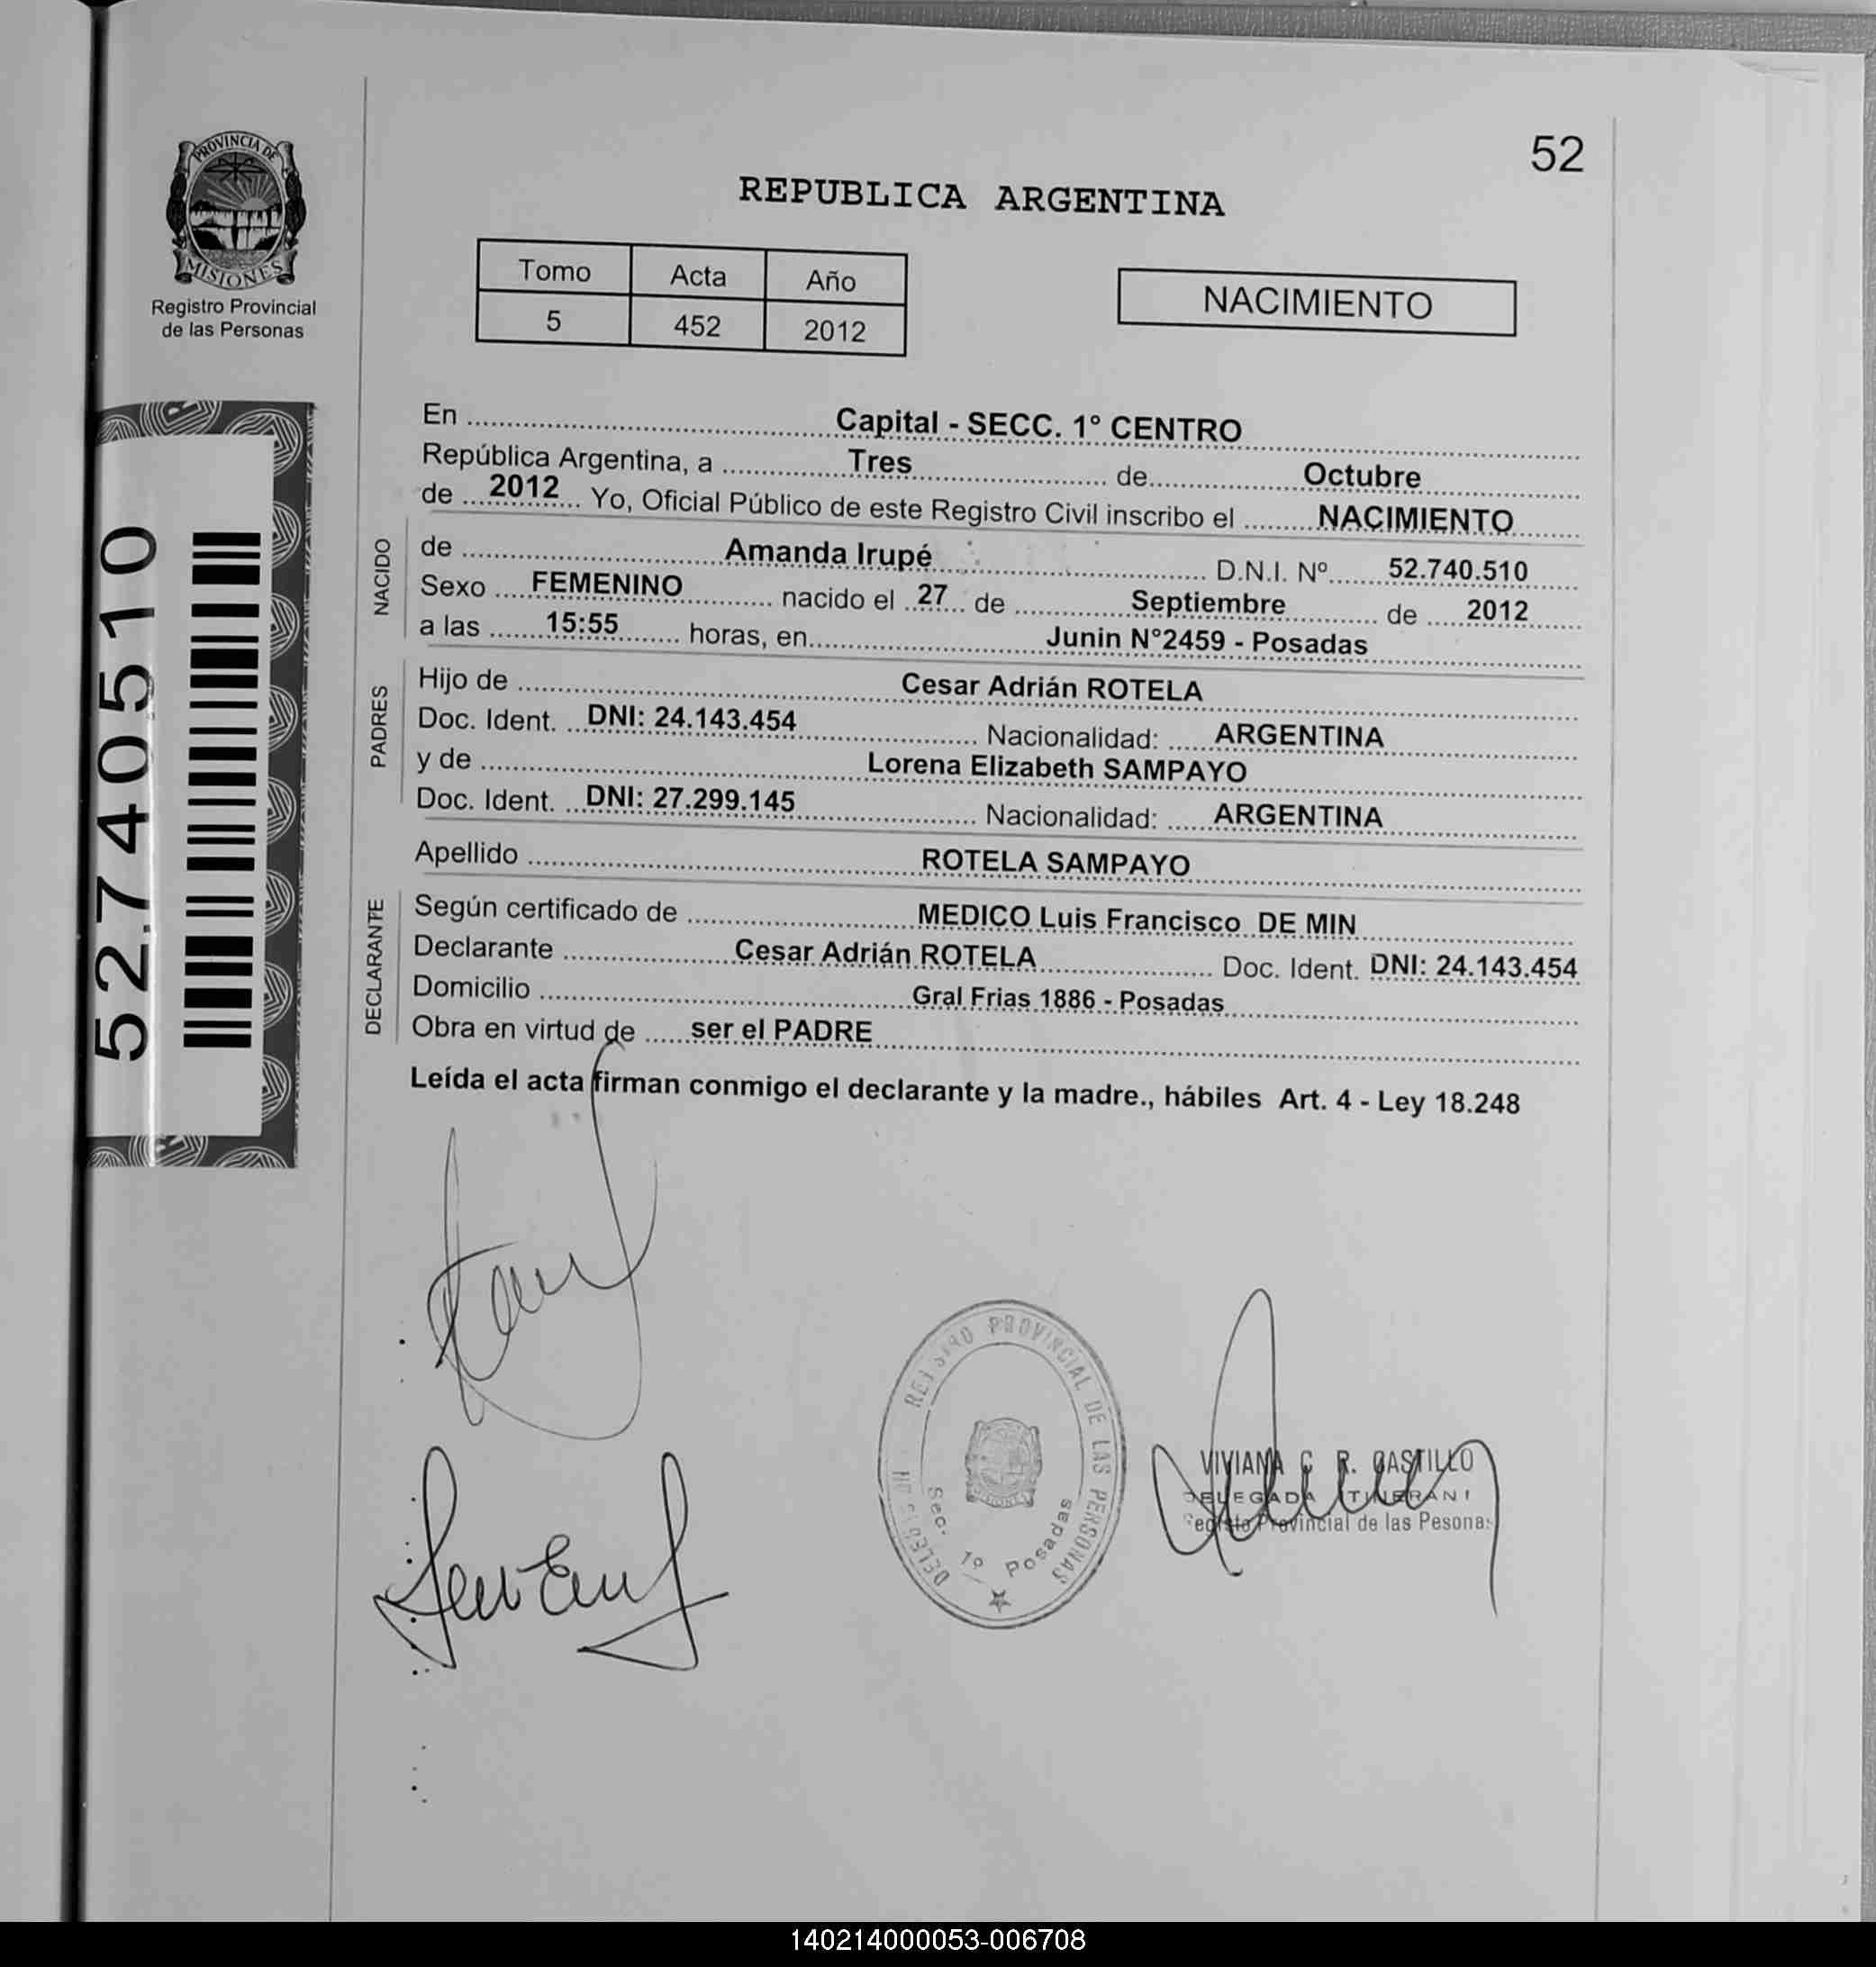 52
PROVINCIA DE
MISIONES
Registro Provincial
de las Personas
REPUBLICA ARGENTINA
Tomo Acta Año
5 452 2012
NACIMIENTO
52740510
En Capital - SECC. 1° CENTRO
República Argentina, a Tres de Octubre
de 2012 Yo, Oficial Público de este Registro Civil inscribo el NACIMIENTO
NACIDO
de Amanda Irupé D.N.I. Nº 52.740.510
Sexo FEMENINO nacido el 27 de Septiembre de 2012
a las 15:55 horas, en Junin N°2459 - Posadas
PADRES
Hijo de Cesar Adrián ROTELA
Doc. Ident. DNI: 24.143.454 Nacionalidad: ARGENTINA
y de Lorena Elizabeth SAMPAYO
Doc. Ident. DNI: 27.299.145 Nacionalidad: ARGENTINA
Apellido ROTELA SAMPAYO
DECLARANTE
Según certificado de MEDICO Luis Francisco DE MIN
Declarante Cesar Adrián ROTELA Doc. Ident. DNI: 24.143.454
Domicilio Gral Frias 1886 - Posadas
Obra en virtud de ser el PADRE
Leída el acta firman conmigo el declarante y la madre., hábiles Art. 4 - Ley 18.248
PROVINCIAL DE LAS PERSONAS
Sec. 1º Posadas
VIVIANA C. R. CASTILLO
Provincial de las Pesonas
140214000053-006708